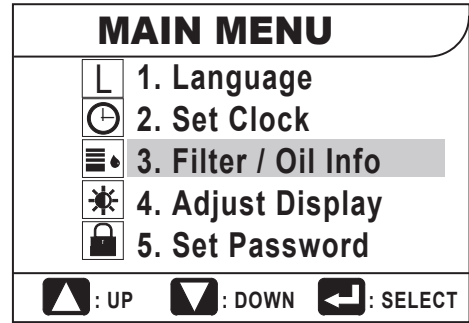 MAIN MENU
L 1. Language
2. Set Clock
3. Filter / Oil Info
4. Adjust Display
5. Set Password
: UP : DOWN : SELECT